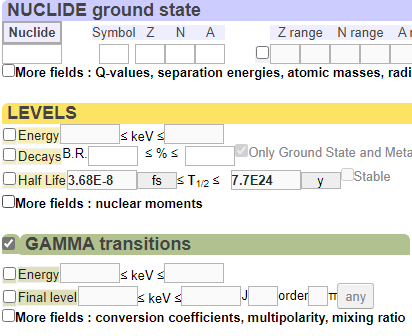 NUCLIDE ground state
Nuclide Symbol Z N A Z range N range A r
More fields : Q-values, separation energies, atomic masses, radi
LEVELS
Energy ≤ keV ≤
Decays B.R. ≤ % ≤ Only Ground State and Meta
Half Life 3.68E-8 fs ≤ T1/2 ≤ 7.7E24 y Stable
More fields : nuclear moments
GAMMA transitions
Energy ≤ keV ≤
Final level ≤ keV ≤ J order π any
More fields : conversion coefficients, multipolarity, mixing ratio